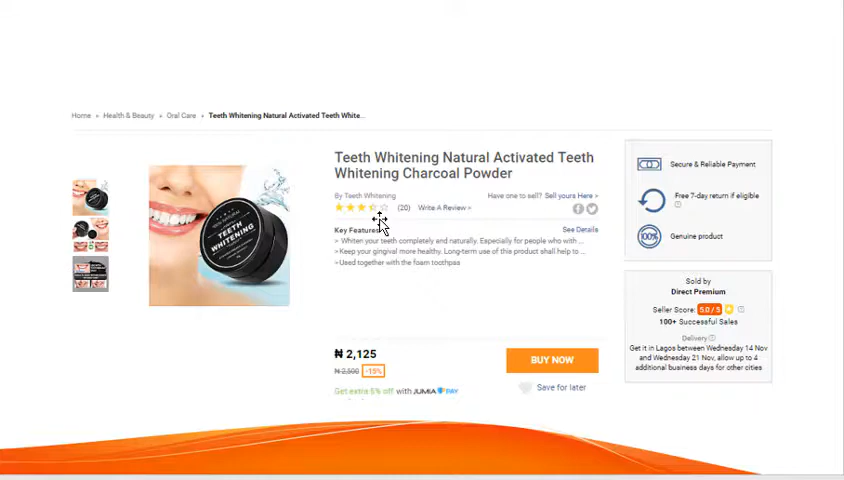 Home » Health & Beauty » Oral Care » Teeth Whitening Natural Activated Teeth White...
Teeth Whitening Natural Activated Teeth
Whitening Charcoal Powder
By Teeth Whitening
Have one to sell? Sell yours Here >
(20) Write A Review >
Key Features
See Details
> Whiten your teeth completely and naturally. Especially for people who with ...
> Keep your gingival more healthy. Long-term use of this product shall help to ...
> Used together with the foam toothpas
₦ 2,125
₦ 2,500 -15%
BUY NOW
Get extra 5% off with JUMIA PAY
Save for later
TEETH
WHITENING
Secure & Reliable Payment
Free 7-day return if eligible
100%
Genuine product
Sold by
Direct Premium
Seller Score: 5.0 / 5
100+ Successful Sales
Delivery
Get it in Lagos between Wednesday 14 Nov
and Wednesday 21 Nov, allow up to 4
additional business days for other cities